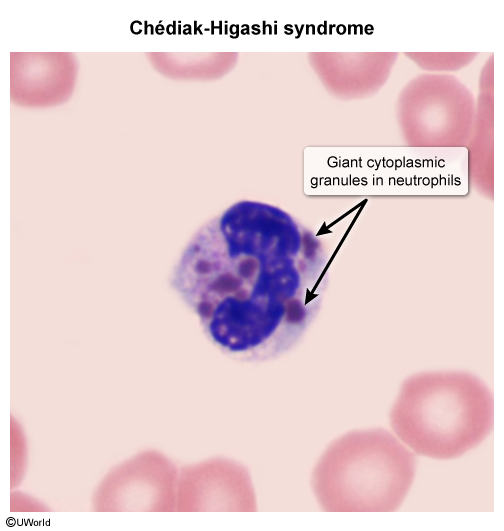 Chédiak-Higashi syndrome
Giant cytoplasmic
granules in neutrophils
©UWorld